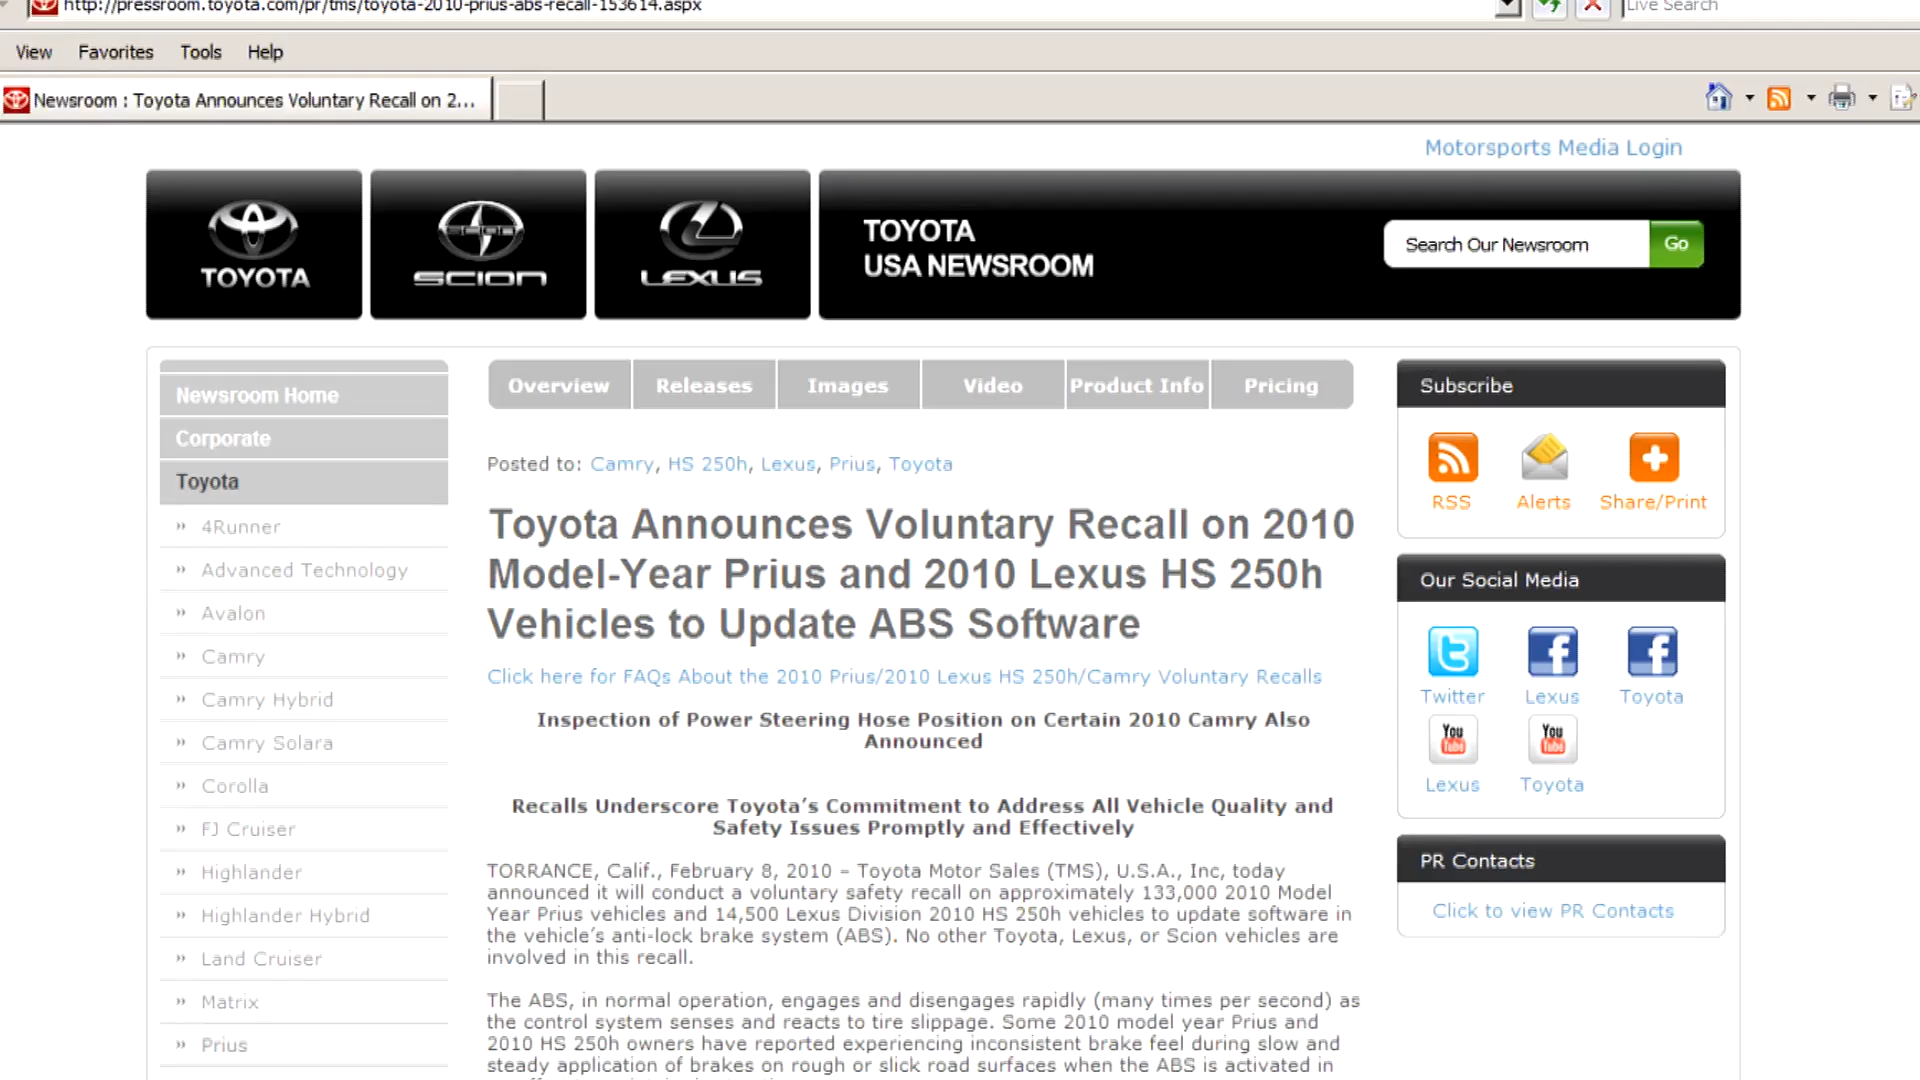 http://pressroom.toyota.com/pr/tms/toyota-2010-prius-abs-recall-153614.aspx
Live Search
View Favorites Tools Help
Newsroom : Toyota Announces Voluntary Recall on 2...
Motorsports Media Login
TOYOTA
SCION
LEXUS
TOYOTA
USA NEWSROOM
Search Our Newsroom
Go
Newsroom Home
Corporate
Toyota
» 4Runner
» Advanced Technology
» Avalon
» Camry
» Camry Hybrid
» Camry Solara
» Corolla
» FJ Cruiser
» Highlander
» Highlander Hybrid
» Land Cruiser
» Matrix
» Prius
Overview Releases Images Video Product Info Pricing
Posted to: Camry, HS 250h, Lexus, Prius, Toyota
Toyota Announces Voluntary Recall on 2010
Model-Year Prius and 2010 Lexus HS 250h
Vehicles to Update ABS Software
Click here for FAQs About the 2010 Prius/2010 Lexus HS 250h/Camry Voluntary Recalls
Inspection of Power Steering Hose Position on Certain 2010 Camry Also
Announced
Recalls Underscore Toyota’s Commitment to Address All Vehicle Quality and
Safety Issues Promptly and Effectively
TORRANCE, Calif., February 8, 2010 – Toyota Motor Sales (TMS), U.S.A., Inc, today
announced it will conduct a voluntary safety recall on approximately 133,000 2010 Model
Year Prius vehicles and 14,500 Lexus Division 2010 HS 250h vehicles to update software in
the vehicle’s anti-lock brake system (ABS). No other Toyota, Lexus, or Scion vehicles are
involved in this recall.
The ABS, in normal operation, engages and disengages rapidly (many times per second) as
the control system senses and reacts to tire slippage. Some 2010 model year Prius and
2010 HS 250h owners have reported experiencing inconsistent brake feel during slow and
steady application of brakes on rough or slick road surfaces when the ABS is activated in
Subscribe
RSS Alerts Share/Print
Our Social Media
Twitter Lexus Toyota
You Tube You Tube
Lexus Toyota
PR Contacts
Click to view PR Contacts